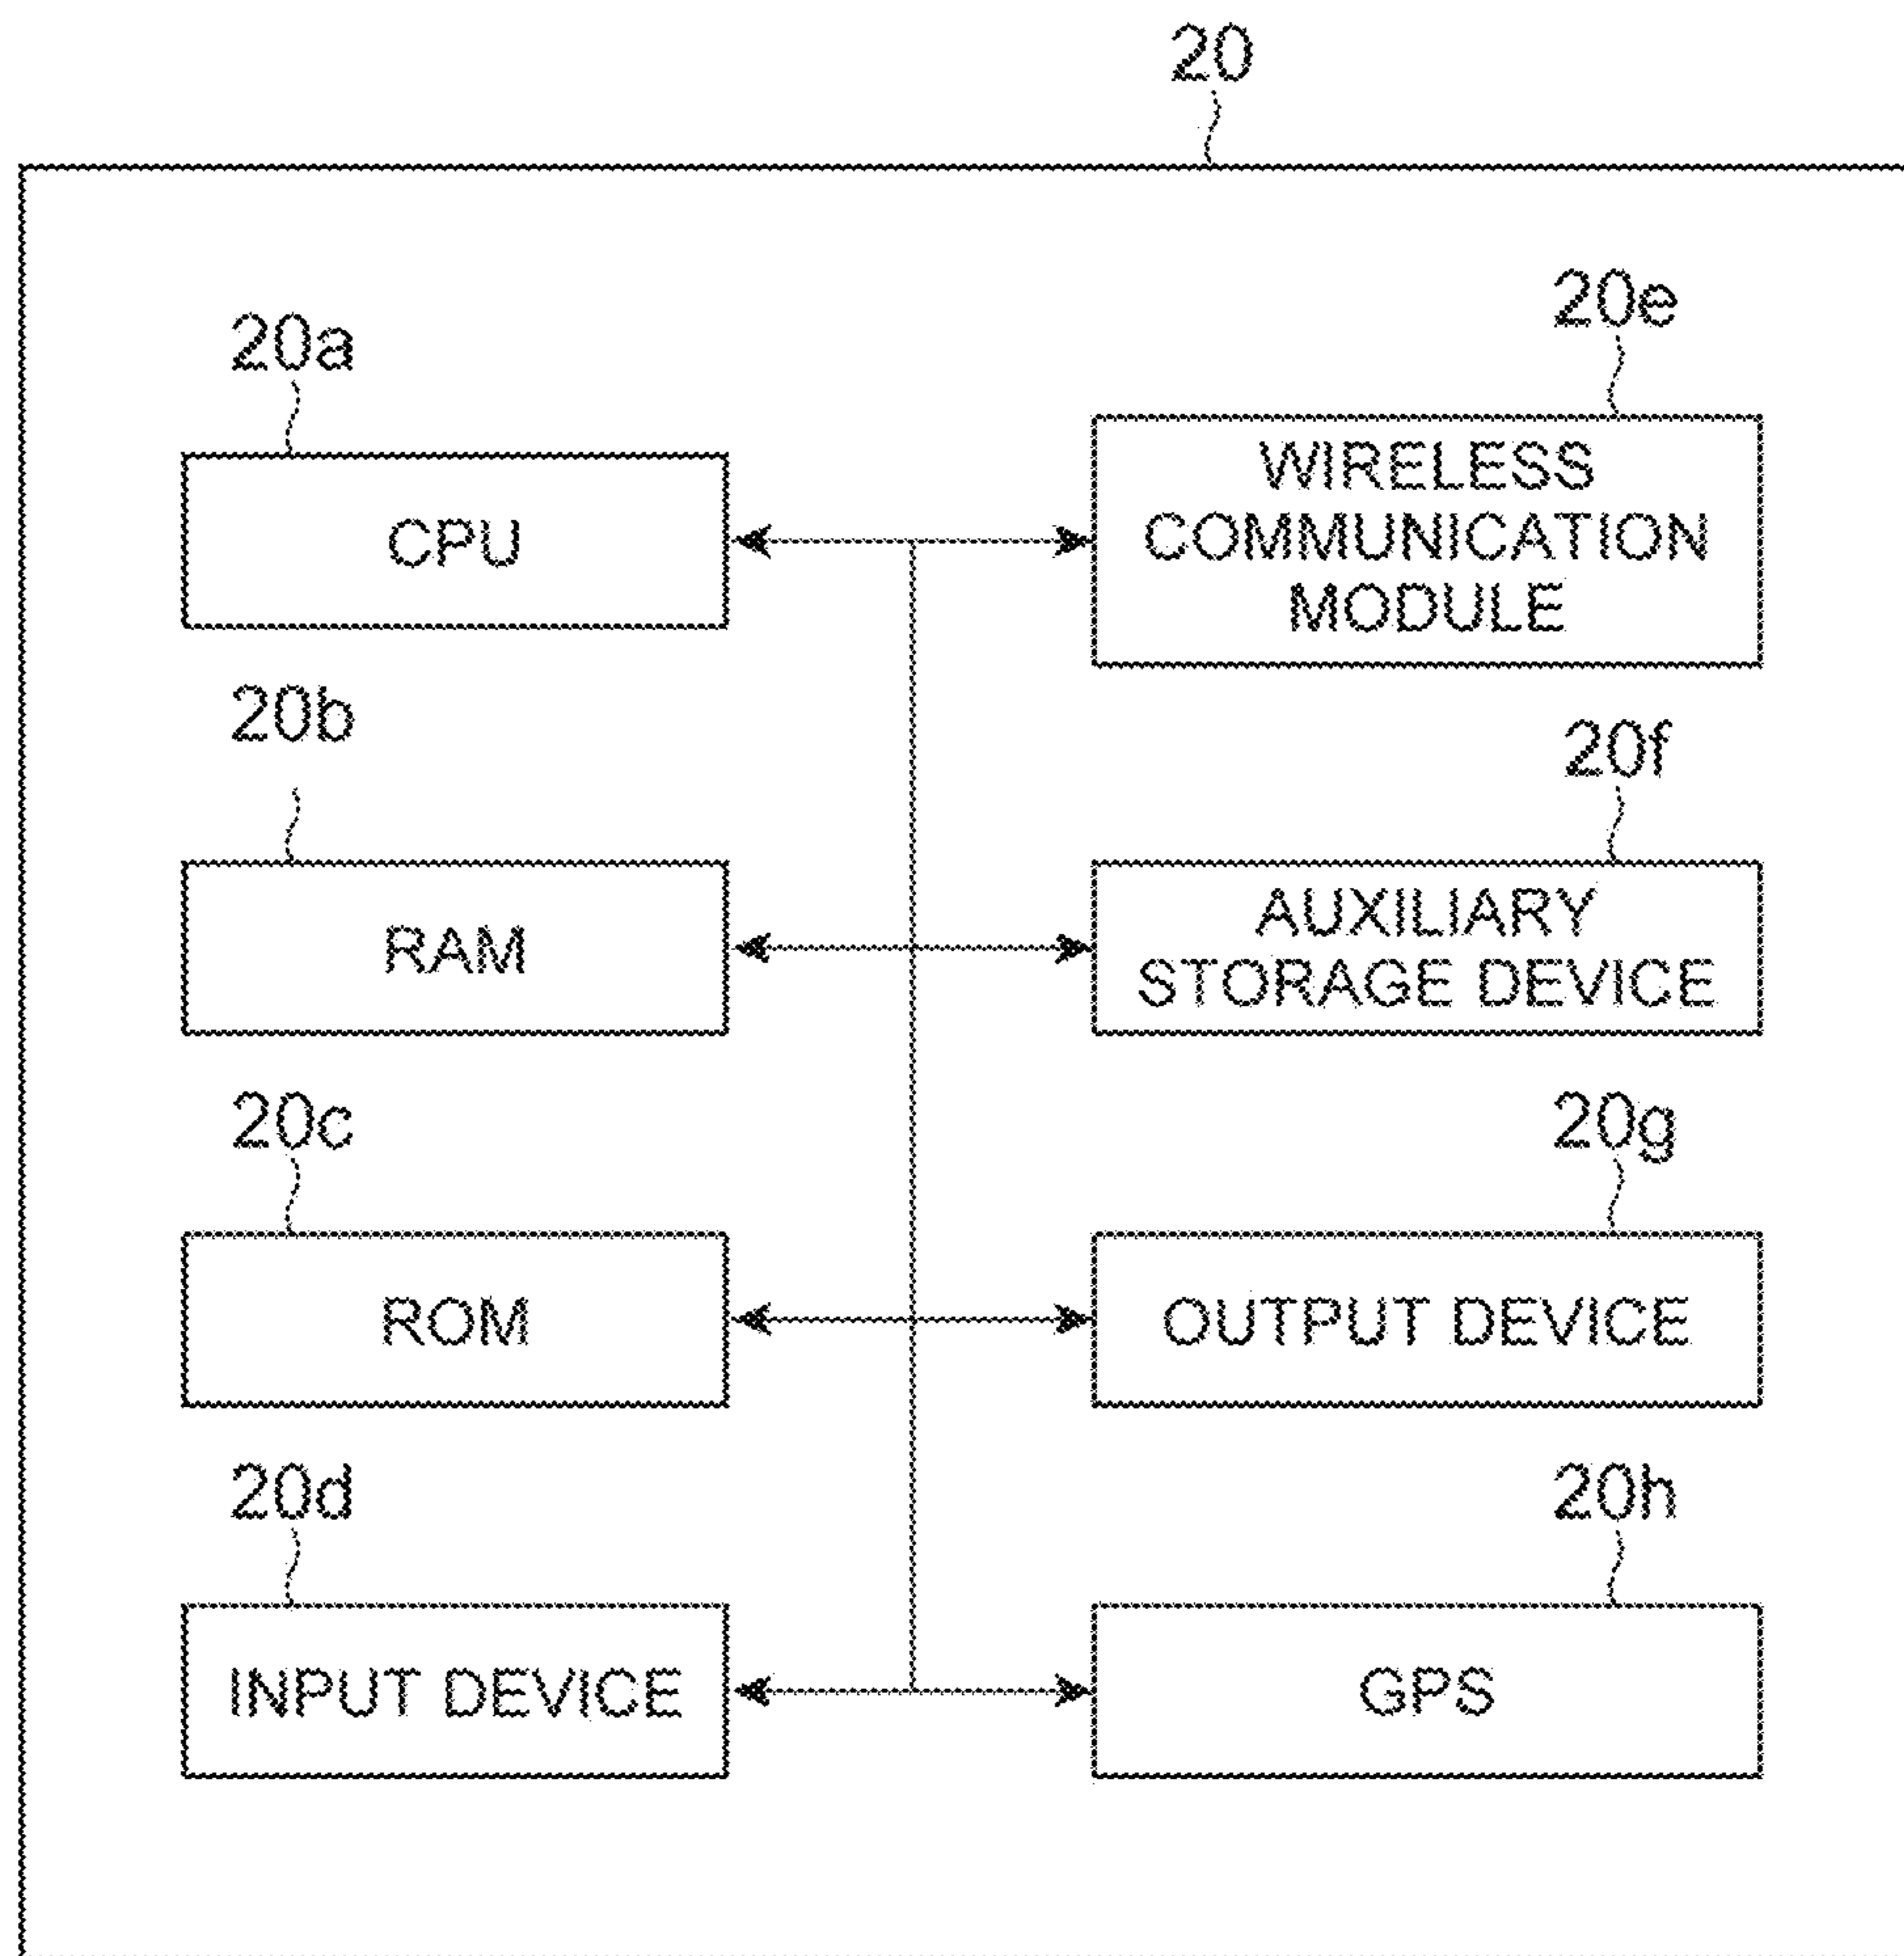 20
20a
CPU
20e
WIRELESS
COMMUNICATION
MODULE
20b
RAM
20f
AUXILIARY
STORAGE DEVICE
20c
ROM
20g
OUTPUT DEVICE
20d
INPUT DEVICE
20h
GPS